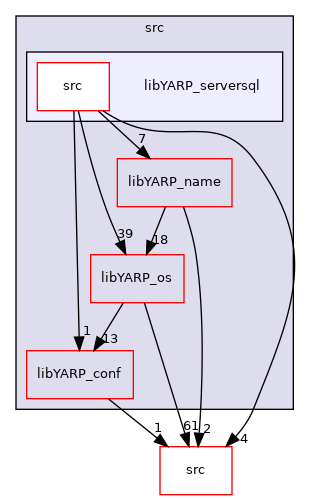 src
src
libYARP_serversql
7
libYARP_name
39
18
libYARP_os
1
13
libYARP_conf
1
61
2
4
src